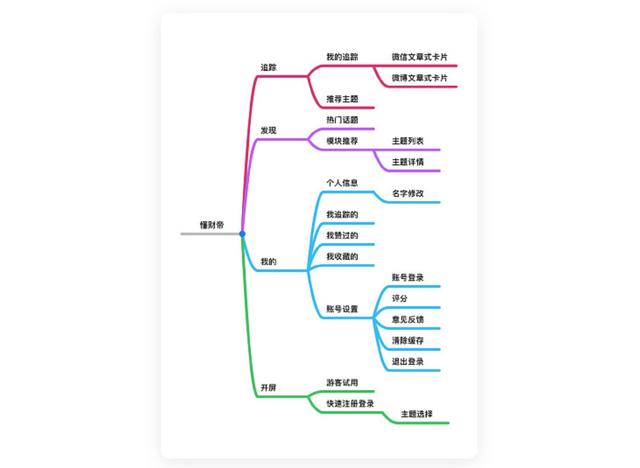 懂财帝
追踪
我的追踪
微信文章式卡片
微博文章式卡片
推荐主题
发现
热门话题
模块推荐
主题列表
主题详情
我的
个人信息
名字修改
我追踪的
我赞过的
我收藏的
账号设置
账号登录
评分
意见反馈
清除缓存
退出登录
开屏
游客试用
快速注册登录
主题选择